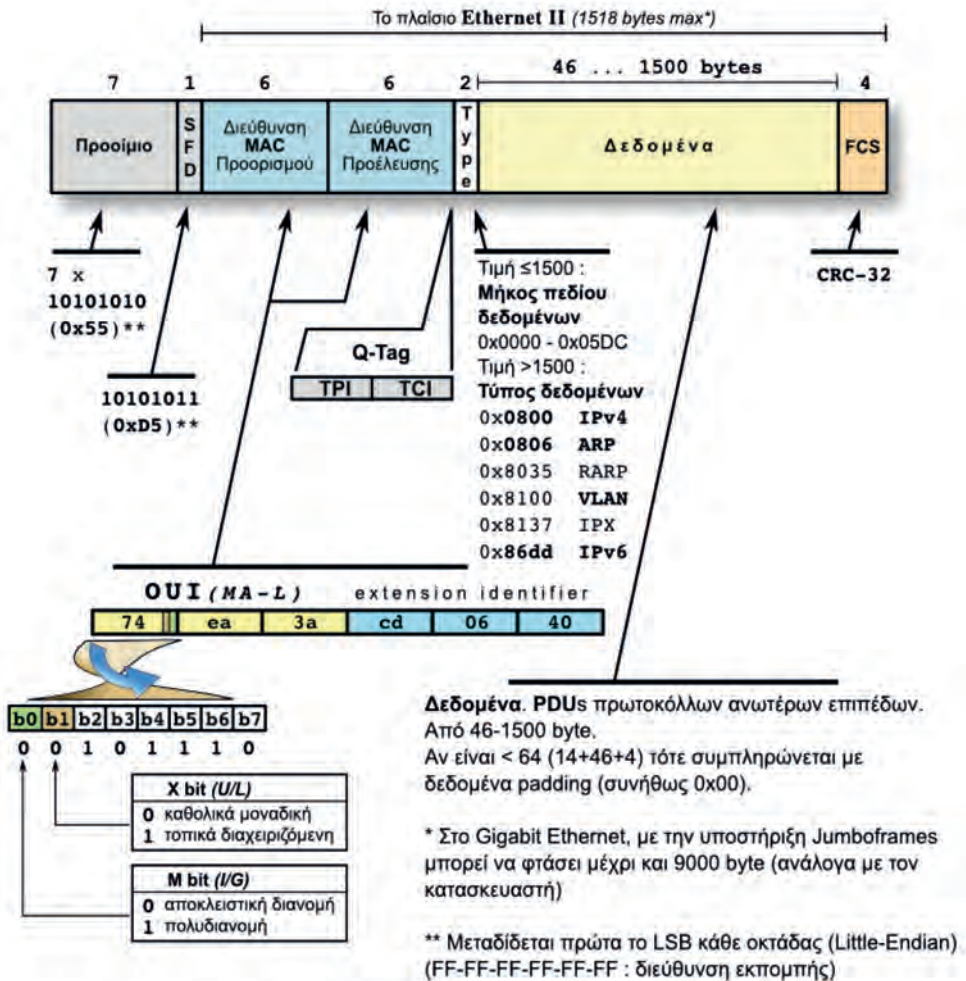 Το πλαίσιο Ethernet II (1518 bytes max*)
46 ... 1500 bytes
7 1 6 6 2 4
Προοίμιο
SFD
Διεύθυνση
MAC
Προορισμού
Διεύθυνση
MAC
Προέλευσης
Type
Δεδομένα
FCS
7 x
10101010
(0x55)**
10101011
(0xD5)**
Q-Tag
TPI TCI
Τιμή ≤1500 :
Μήκος πεδίου
δεδομένων
0x0000 - 0x05DC
Τιμή >1500 :
Τύπος δεδομένων
0x0800 IPv4
0x0806 ARP
0x8035 RARP
0x8100 VLAN
0x8137 IPX
0x86dd IPv6
CRC-32
OUI (MA-L) extension identifier
74 ea 3a cd 06 40
b0 b1 b2 b3 b4 b5 b6 b7
0 0 1 0 1 1 1 0
X bit (U/L)
0 καθολικά μοναδική
1 τοπικά διαχειριζόμενη
M bit (I/G)
0 αποκλειστική διανομή
1 πολυδιανομή
Δεδομένα. PDUs πρωτοκόλλων ανωτέρων επιπέδων.
Από 46-1500 byte.
Αν είναι < 64 (14+46+4) τότε συμπληρώνεται με
δεδομένα padding (συνήθως 0x00).
* Στο Gigabit Ethernet, με την υποστήριξη Jumboframes
μπορεί να φτάσει μέχρι και 9000 byte (ανάλογα με τον
κατασκευαστή)
** Μεταδίδεται πρώτα το LSB κάθε οκτάδας (Little-Endian)
(FF-FF-FF-FF-FF-FF : διεύθυνση εκπομπής)